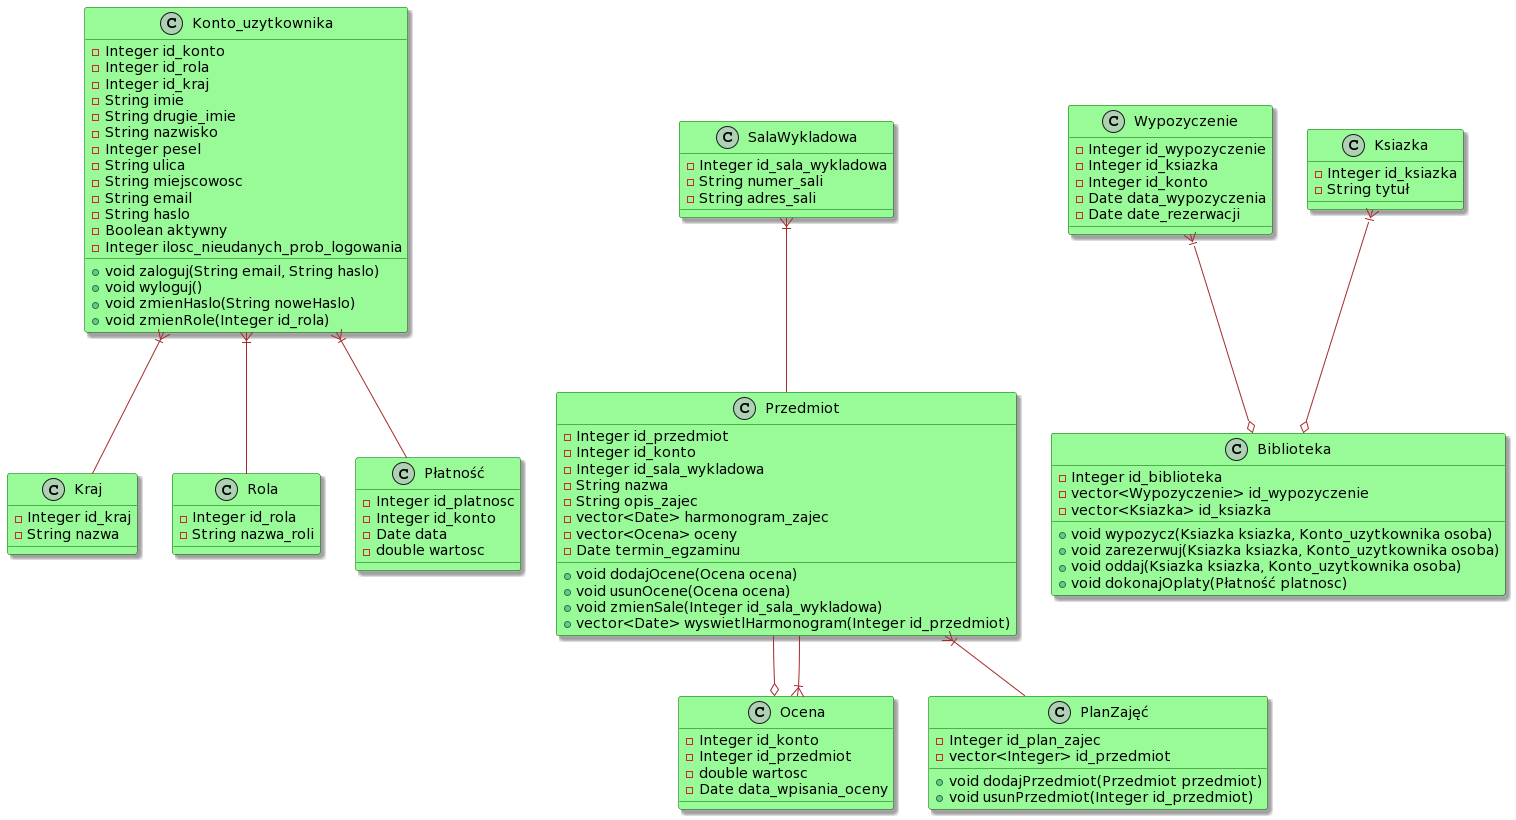 C Konto_uzytkownika
Integer id_konto
Integer id_rola
Integer id_kraj
String imie
String drugie_imie
String nazwisko
Integer pesel
String ulica
String miejscowosc
String email
String haslo
Boolean aktywny
Integer ilosc_nieudanych_prob_logowania
void zaloguj(String email, String haslo)
void wyloguj()
void zmienHaslo(String noweHaslo)
void zmienRole(Integer id_rola)
C SalaWykladowa
Integer id_sala_wykladowa
String numer_sali
String adres_sali
C Wypozyczenie
Integer id_wypozyczenie
Integer id_ksiazka
Integer id_konto
Date data_wypozyczenia
Date date_rezerwacji
C Ksiazka
Integer id_ksiazka
String tytuł
C Kraj
Integer id_kraj
String nazwa
C Rola
Integer id_rola
String nazwa_roli
C Płatność
Integer id_platnosc
Integer id_konto
Date data
double wartosc
C Przedmiot
Integer id_przedmiot
Integer id_konto
Integer id_sala_wykladowa
String nazwa
String opis_zajec
vector<Date> harmonogram_zajec
vector<Ocena> oceny
Date termin_egzaminu
void dodajOcene(Ocena ocena)
void usunOcene(Ocena ocena)
void zmienSale(Integer id_sala_wykladowa)
vector<Date> wyswietlHarmonogram(Integer id_przedmiot)
C Biblioteka
Integer id_biblioteka
vector<Wypozyczenie> id_wypozyczenie
vector<Ksiazka> id_ksiazka
void wypozycz(Ksiazka ksiazka, Konto_uzytkownika osoba)
void zarezerwuj(Ksiazka ksiazka, Konto_uzytkownika osoba)
void oddaj(Ksiazka ksiazka, Konto_uzytkownika osoba)
void dokonajOplaty(Płatność platnosc)
C Ocena
Integer id_konto
Integer id_przedmiot
double wartosc
Date data_wpisania_oceny
C PlanZajęć
Integer id_plan_zajec
vector<Integer> id_przedmiot
void dodajPrzedmiot(Przedmiot przedmiot)
void usunPrzedmiot(Integer id_przedmiot)